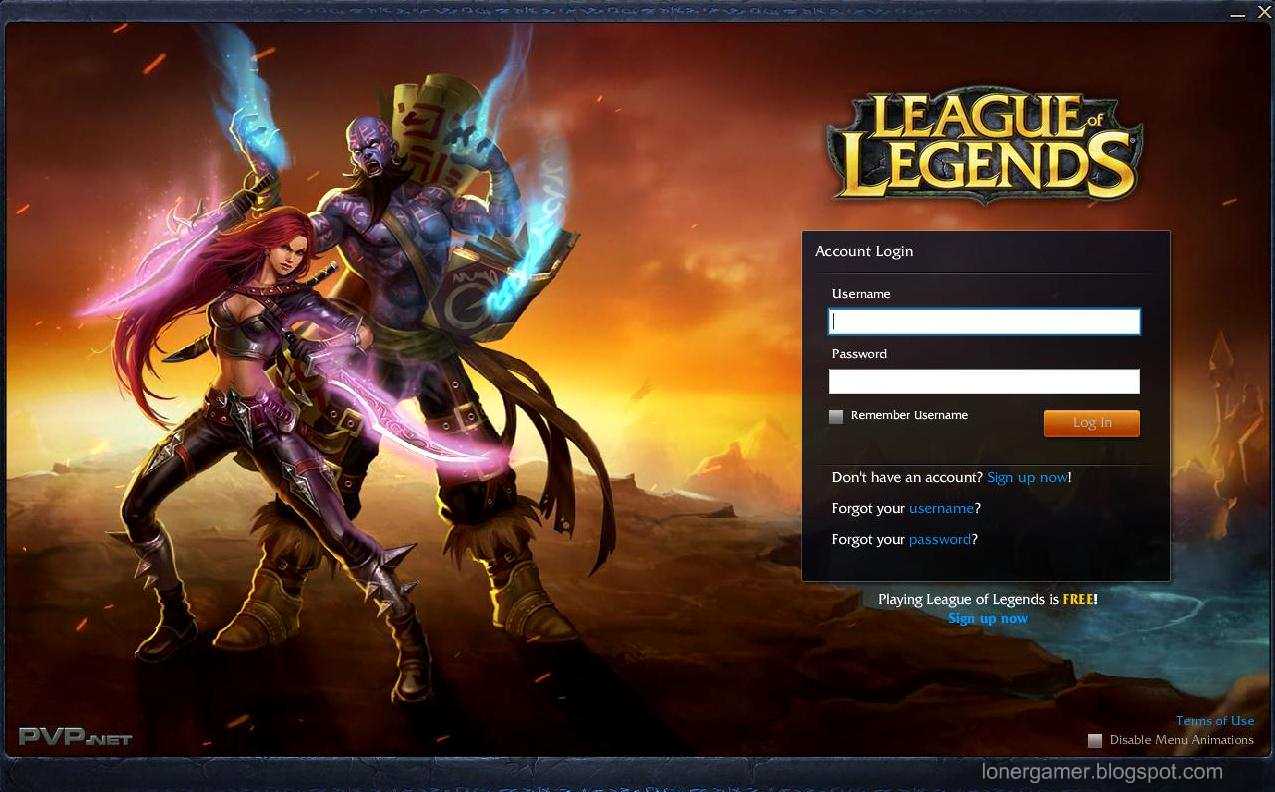 LEAGUE of
LEGENDS
Account Login
Username
Password
Remember Username
Log In
Don't have an account? Sign up now!
Forgot your username?
Forgot your password?
Playing League of Legends is FREE!
Sign up now
PVP.NET
Terms of Use
Disable Menu Animations
lonergamer.blogspot.com